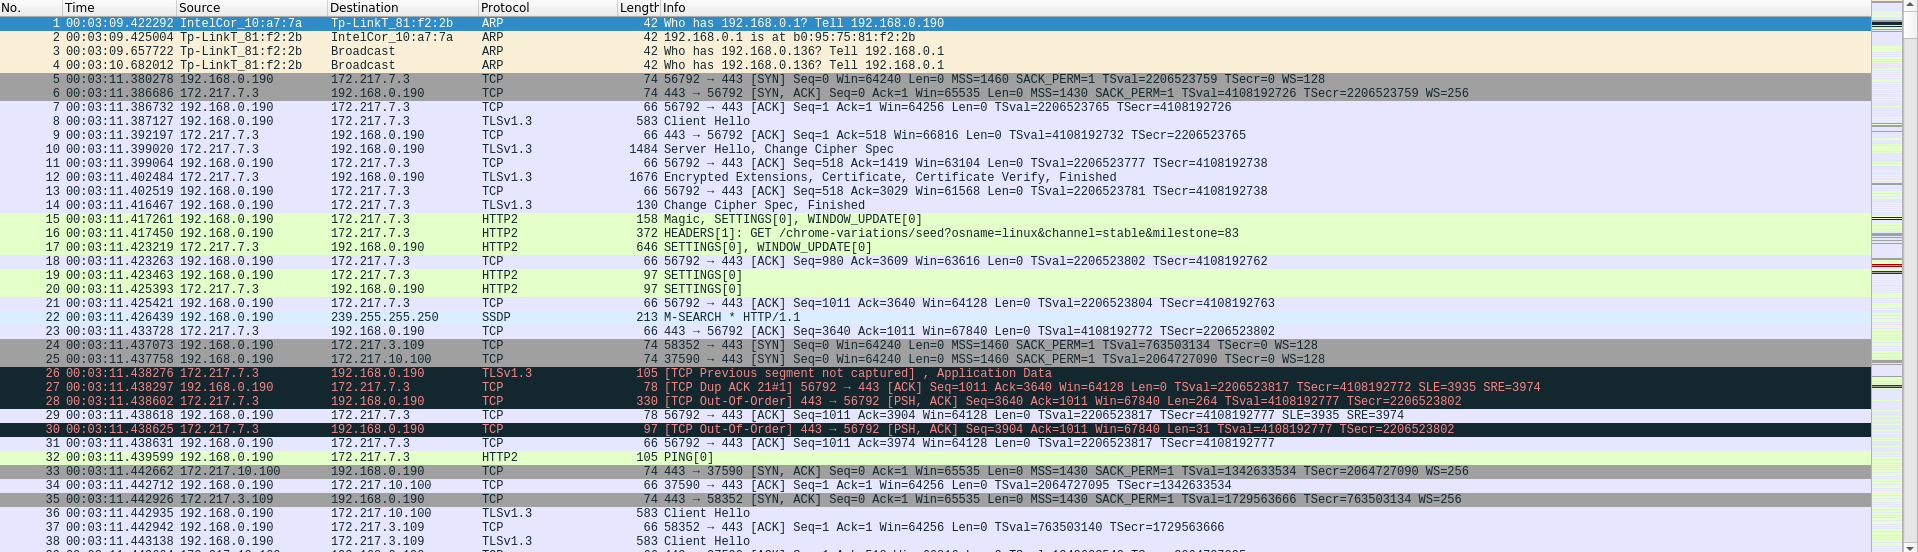 No. Time Source Destination Protocol Length Info
1 00:03:09.422292 IntelCor_10:a7:7a Tp-LinkT_81:f2:2b ARP 42 Who has 192.168.0.1? Tell 192.168.0.190
2 00:03:09.425004 Tp-LinkT_81:f2:2b IntelCor_10:a7:7a ARP 42 192.168.0.1 is at b0:95:75:81:f2:2b
3 00:03:09.657722 Tp-LinkT_81:f2:2b Broadcast ARP 42 Who has 192.168.0.136? Tell 192.168.0.1
4 00:03:10.682012 Tp-LinkT_81:f2:2b Broadcast ARP 42 Who has 192.168.0.136? Tell 192.168.0.1
5 00:03:11.380278 192.168.0.190 172.217.7.3 TCP 74 56792 → 443 [SYN] Seq=0 Win=64240 Len=0 MSS=1460 SACK_PERM=1 TSval=2206523759 TSecr=0 WS=128
6 00:03:11.386686 172.217.7.3 192.168.0.190 TCP 74 443 → 56792 [SYN, ACK] Seq=0 Ack=1 Win=65535 Len=0 MSS=1430 SACK_PERM=1 TSval=4108192726 TSecr=2206523759 WS=256
7 00:03:11.386732 192.168.0.190 172.217.7.3 TCP 66 56792 → 443 [ACK] Seq=1 Ack=1 Win=64256 Len=0 TSval=2206523765 TSecr=4108192726
8 00:03:11.387127 192.168.0.190 172.217.7.3 TLSv1.3 583 Client Hello
9 00:03:11.392197 172.217.7.3 192.168.0.190 TCP 66 443 → 56792 [ACK] Seq=1 Ack=518 Win=66816 Len=0 TSval=4108192732 TSecr=2206523765
10 00:03:11.399020 172.217.7.3 192.168.0.190 TLSv1.3 1484 Server Hello, Change Cipher Spec
11 00:03:11.399064 192.168.0.190 172.217.7.3 TCP 66 56792 → 443 [ACK] Seq=518 Ack=1419 Win=63104 Len=0 TSval=2206523777 TSecr=4108192738
12 00:03:11.402484 172.217.7.3 192.168.0.190 TLSv1.3 1676 Encrypted Extensions, Certificate, Certificate Verify, Finished
13 00:03:11.402519 192.168.0.190 172.217.7.3 TCP 66 56792 → 443 [ACK] Seq=518 Ack=3029 Win=61568 Len=0 TSval=2206523781 TSecr=4108192738
14 00:03:11.416467 192.168.0.190 172.217.7.3 TLSv1.3 130 Change Cipher Spec, Finished
15 00:03:11.417261 192.168.0.190 172.217.7.3 HTTP2 158 Magic, SETTINGS[0], WINDOW_UPDATE[0]
16 00:03:11.417450 192.168.0.190 172.217.7.3 HTTP2 372 HEADERS[1]: GET /chrome-variations/seed?osname=linux&channel=stable&milestone=83
17 00:03:11.423219 172.217.7.3 192.168.0.190 HTTP2 646 SETTINGS[0], WINDOW_UPDATE[0]
18 00:03:11.423263 192.168.0.190 172.217.7.3 TCP 66 56792 → 443 [ACK] Seq=980 Ack=3609 Win=63616 Len=0 TSval=2206523802 TSecr=4108192762
19 00:03:11.423463 192.168.0.190 172.217.7.3 HTTP2 97 SETTINGS[0]
20 00:03:11.425393 172.217.7.3 192.168.0.190 HTTP2 97 SETTINGS[0]
21 00:03:11.425421 192.168.0.190 172.217.7.3 TCP 66 56792 → 443 [ACK] Seq=1011 Ack=3640 Win=64128 Len=0 TSval=2206523804 TSecr=4108192763
22 00:03:11.426439 192.168.0.190 239.255.255.250 SSDP 213 M-SEARCH * HTTP/1.1
23 00:03:11.433728 172.217.7.3 192.168.0.190 TCP 66 443 → 56792 [ACK] Seq=3640 Ack=1011 Win=67840 Len=0 TSval=4108192772 TSecr=2206523802
24 00:03:11.437073 192.168.0.190 172.217.3.109 TCP 74 58352 → 443 [SYN] Seq=0 Win=64240 Len=0 MSS=1460 SACK_PERM=1 TSval=763503134 TSecr=0 WS=128
25 00:03:11.437758 192.168.0.190 172.217.10.100 TCP 74 37590 → 443 [SYN] Seq=0 Win=64240 Len=0 MSS=1460 SACK_PERM=1 TSval=2064727090 TSecr=0 WS=128
26 00:03:11.438276 172.217.7.3 192.168.0.190 TLSv1.3 105 [TCP Previous segment not captured] , Application Data
27 00:03:11.438297 192.168.0.190 172.217.7.3 TCP 78 [TCP Dup ACK 21#1] 56792 → 443 [ACK] Seq=1011 Ack=3640 Win=64128 Len=0 TSval=2206523817 TSecr=4108192772 SLE=3935 SRE=3974
28 00:03:11.438602 172.217.7.3 192.168.0.190 TCP 330 [TCP Out-Of-Order] 443 → 56792 [PSH, ACK] Seq=3640 Ack=1011 Win=67840 Len=264 TSval=4108192777 TSecr=2206523802
29 00:03:11.438618 192.168.0.190 172.217.7.3 TCP 78 56792 → 443 [ACK] Seq=1011 Ack=3904 Win=64128 Len=0 TSval=2206523817 TSecr=4108192777 SLE=3935 SRE=3974
30 00:03:11.438625 172.217.7.3 192.168.0.190 TCP 97 [TCP Out-Of-Order] 443 → 56792 [PSH, ACK] Seq=3904 Ack=1011 Win=67840 Len=31 TSval=4108192777 TSecr=2206523802
31 00:03:11.438631 192.168.0.190 172.217.7.3 TCP 66 56792 → 443 [ACK] Seq=1011 Ack=3974 Win=64128 Len=0 TSval=2206523817 TSecr=4108192777
32 00:03:11.439599 192.168.0.190 172.217.7.3 HTTP2 105 PING[0]
33 00:03:11.442662 172.217.10.100 192.168.0.190 TCP 74 443 → 37590 [SYN, ACK] Seq=0 Ack=1 Win=65535 Len=0 MSS=1430 SACK_PERM=1 TSval=1342633534 TSecr=2064727090 WS=256
34 00:03:11.442712 192.168.0.190 172.217.10.100 TCP 66 37590 → 443 [ACK] Seq=1 Ack=1 Win=64256 Len=0 TSval=2064727095 TSecr=1342633534
35 00:03:11.442926 172.217.3.109 192.168.0.190 TCP 74 443 → 58352 [SYN, ACK] Seq=0 Ack=1 Win=65535 Len=0 MSS=1430 SACK_PERM=1 TSval=1729563666 TSecr=763503134 WS=256
36 00:03:11.442935 192.168.0.190 172.217.10.100 TLSv1.3 583 Client Hello
37 00:03:11.442942 192.168.0.190 172.217.3.109 TCP 66 58352 → 443 [ACK] Seq=1 Ack=1 Win=64256 Len=0 TSval=763503140 TSecr=1729563666
38 00:03:11.443138 192.168.0.190 172.217.3.109 TLSv1.3 583 Client Hello